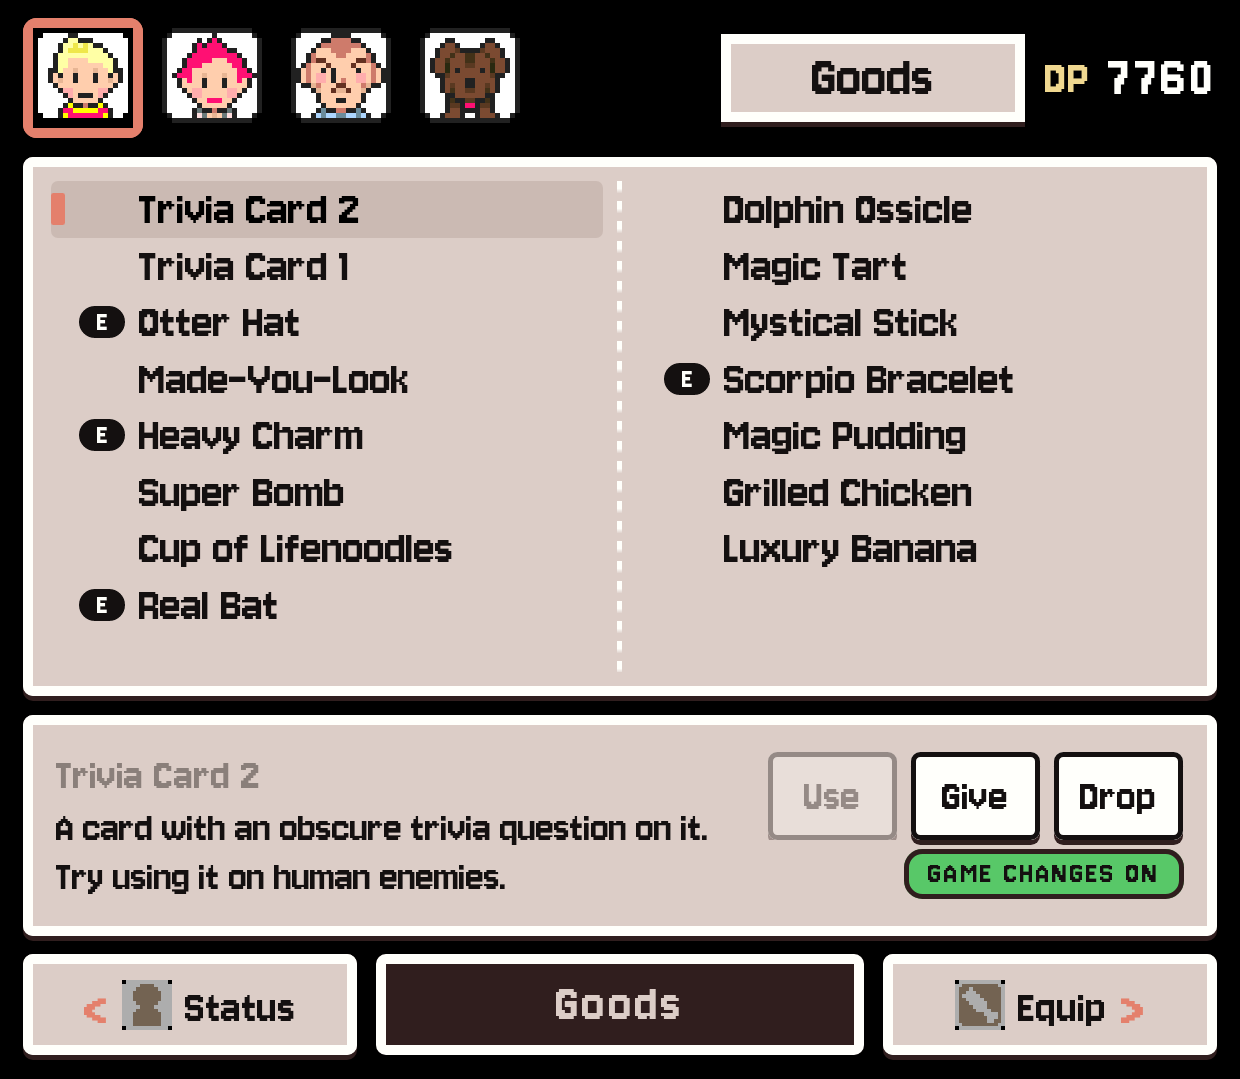 Goods
DP 7760
Trivia Card 2
Trivia Card 1
E Otter Hat
Made-You-Look
E Heavy Charm
Super Bomb
Cup of Lifenoodles
E Real Bat
Dolphin Ossicle
Magic Tart
Mystical Stick
E Scorpio Bracelet
Magic Pudding
Grilled Chicken
Luxury Banana
Trivia Card 2
A card with an obscure trivia question on it.
Try using it on human enemies.
Use
Give
Drop
GAME CHANGES ON
< Status
Goods
Equip >